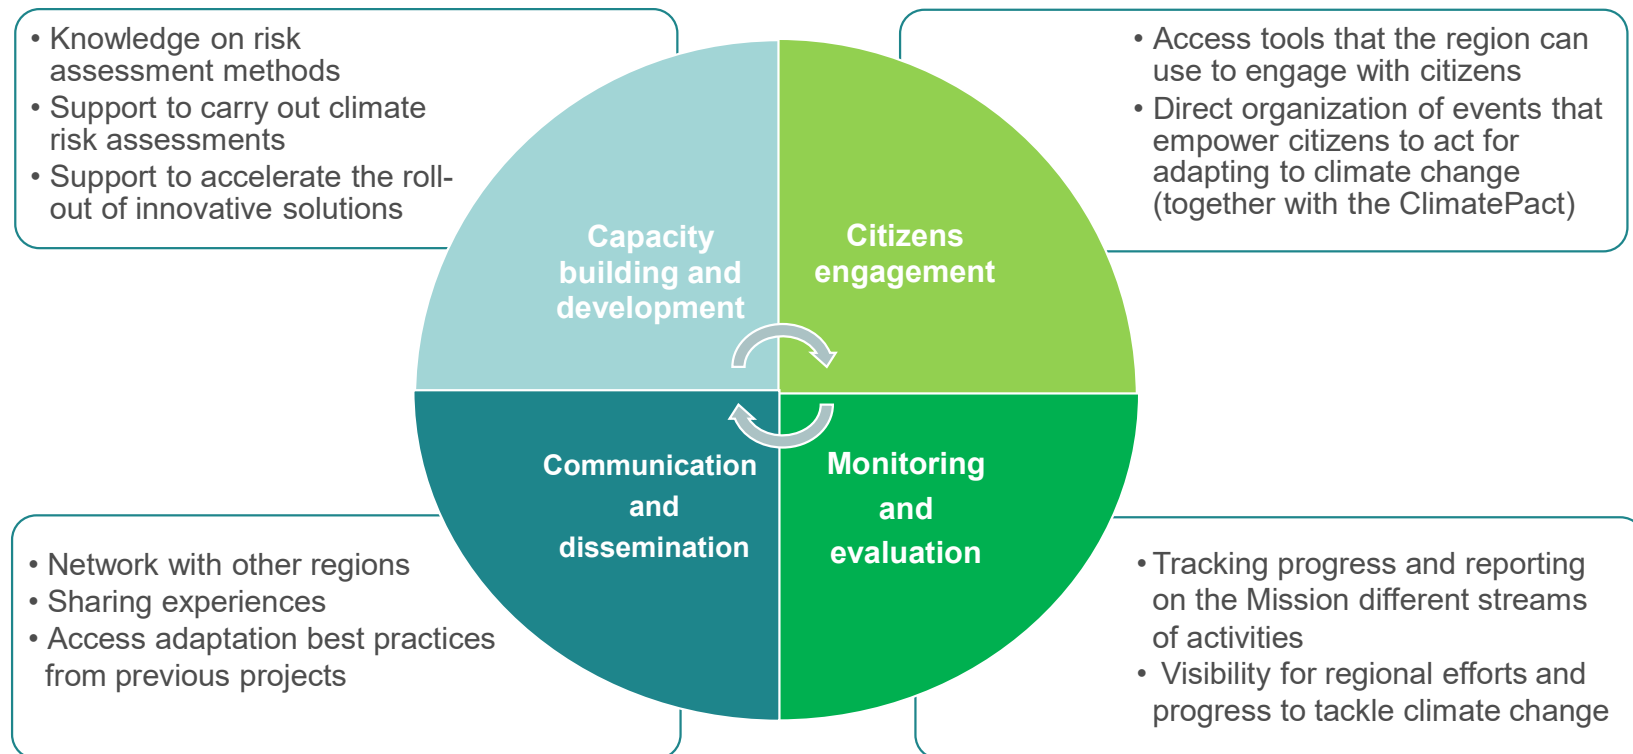 • Knowledge on risk
assessment methods
• Support to carry out climate
risk assessments
• Support to accelerate the roll-
out of innovative solutions
• Access tools that the region can
use to engage with citizens
• Direct organization of events that
empower citizens to act for
adapting to climate change
(together with the ClimatePact)
Capacity
building and
development
Citizens
engagement
Communication
and
dissemination
Monitoring
and
evaluation
• Network with other regions
• Sharing experiences
• Access adaptation best practices
from previous projects
• Tracking progress and reporting
on the Mission different streams
of activities
• Visibility for regional efforts and
progress to tackle climate change